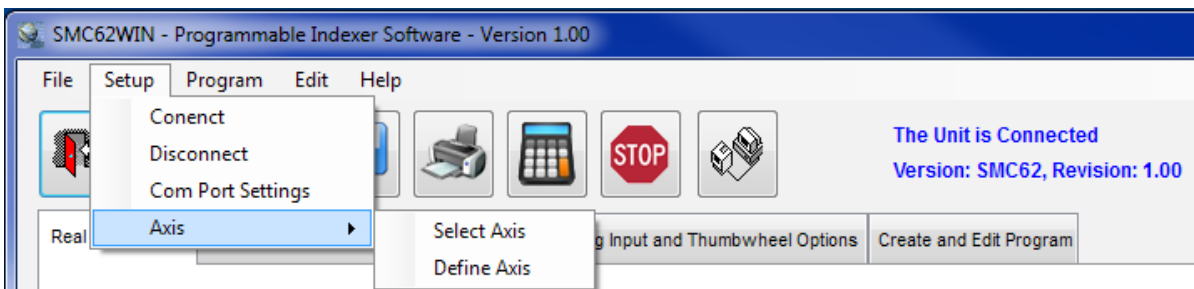 SMC62WIN - Programmable Indexer Software - Version 1.00
File Setup Program Edit Help
Conenct
Disconnect
Com Port Settings
Axis
Select Axis
Define Axis
STOP
The Unit is Connected
Version: SMC62, Revision: 1.00
Real
Input and Thumbwheel Options
Create and Edit Program